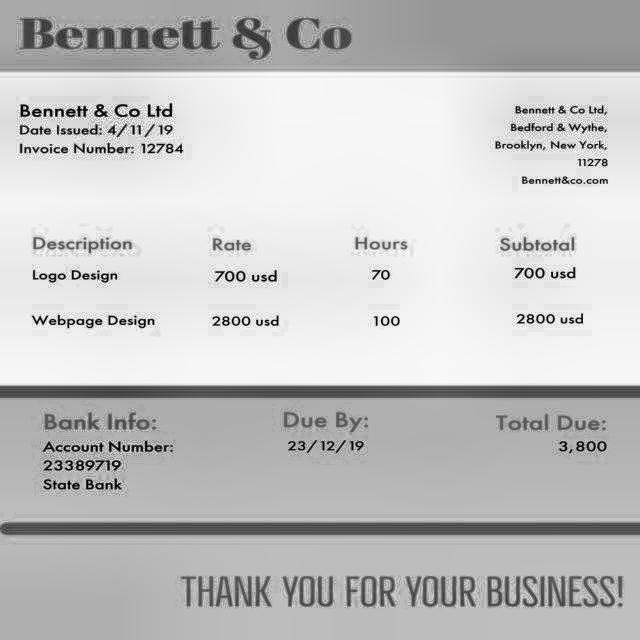 Bennett & Co
Bennett & Co Ltd
Date Issued: 4/11/19
Invoice Number: 12784
Bennett & Co Ltd,
Bedford & Wythe,
Brooklyn, New York,
11278
Bennett&co.com
Description Rate Hours Subtotal
Logo Design 700 usd 70 700 usd
Webpage Design 2800 usd 100 2800 usd
Bank Info: Due By: Total Due:
Account Number: 23/12/19 3,800
23389719
State Bank
THANK YOU FOR YOUR BUSINESS!